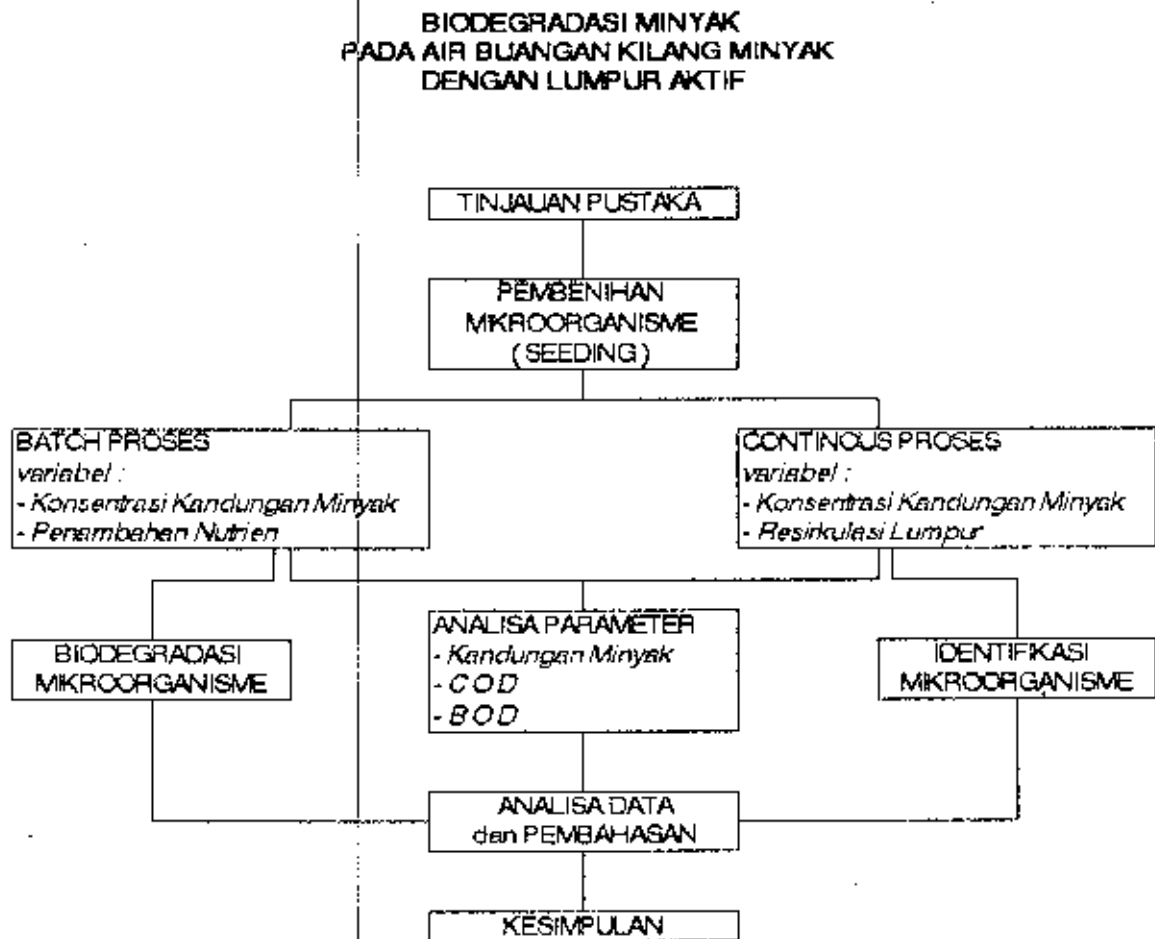 BIODEGRADASI MINYAK
PADA AIR BUANGAN KILANG MINYAK
DENGAN LUMPUR AKTIF
TINJAUAN PUSTAKA
PEMBENIHAN
MIKROORGANISME
( SEEDING )
BATCH PROSES
variabel :
- Konsentrasi Kandungan Minyak
- Penambahan Nutrien
CONTINOUS PROSES
variabel :
- Konsentrasi Kandungan Minyak
- Resirkulasi Lumpur
BIODEGRADASI
MIKROORGANISME
ANALISA PARAMETER
- Kandungan Minyak
- COD
- BOD
IDENTIFIKASI
MIKROORGANISME
ANALISA DATA
dan PEMBAHASAN
KESIMPULAN